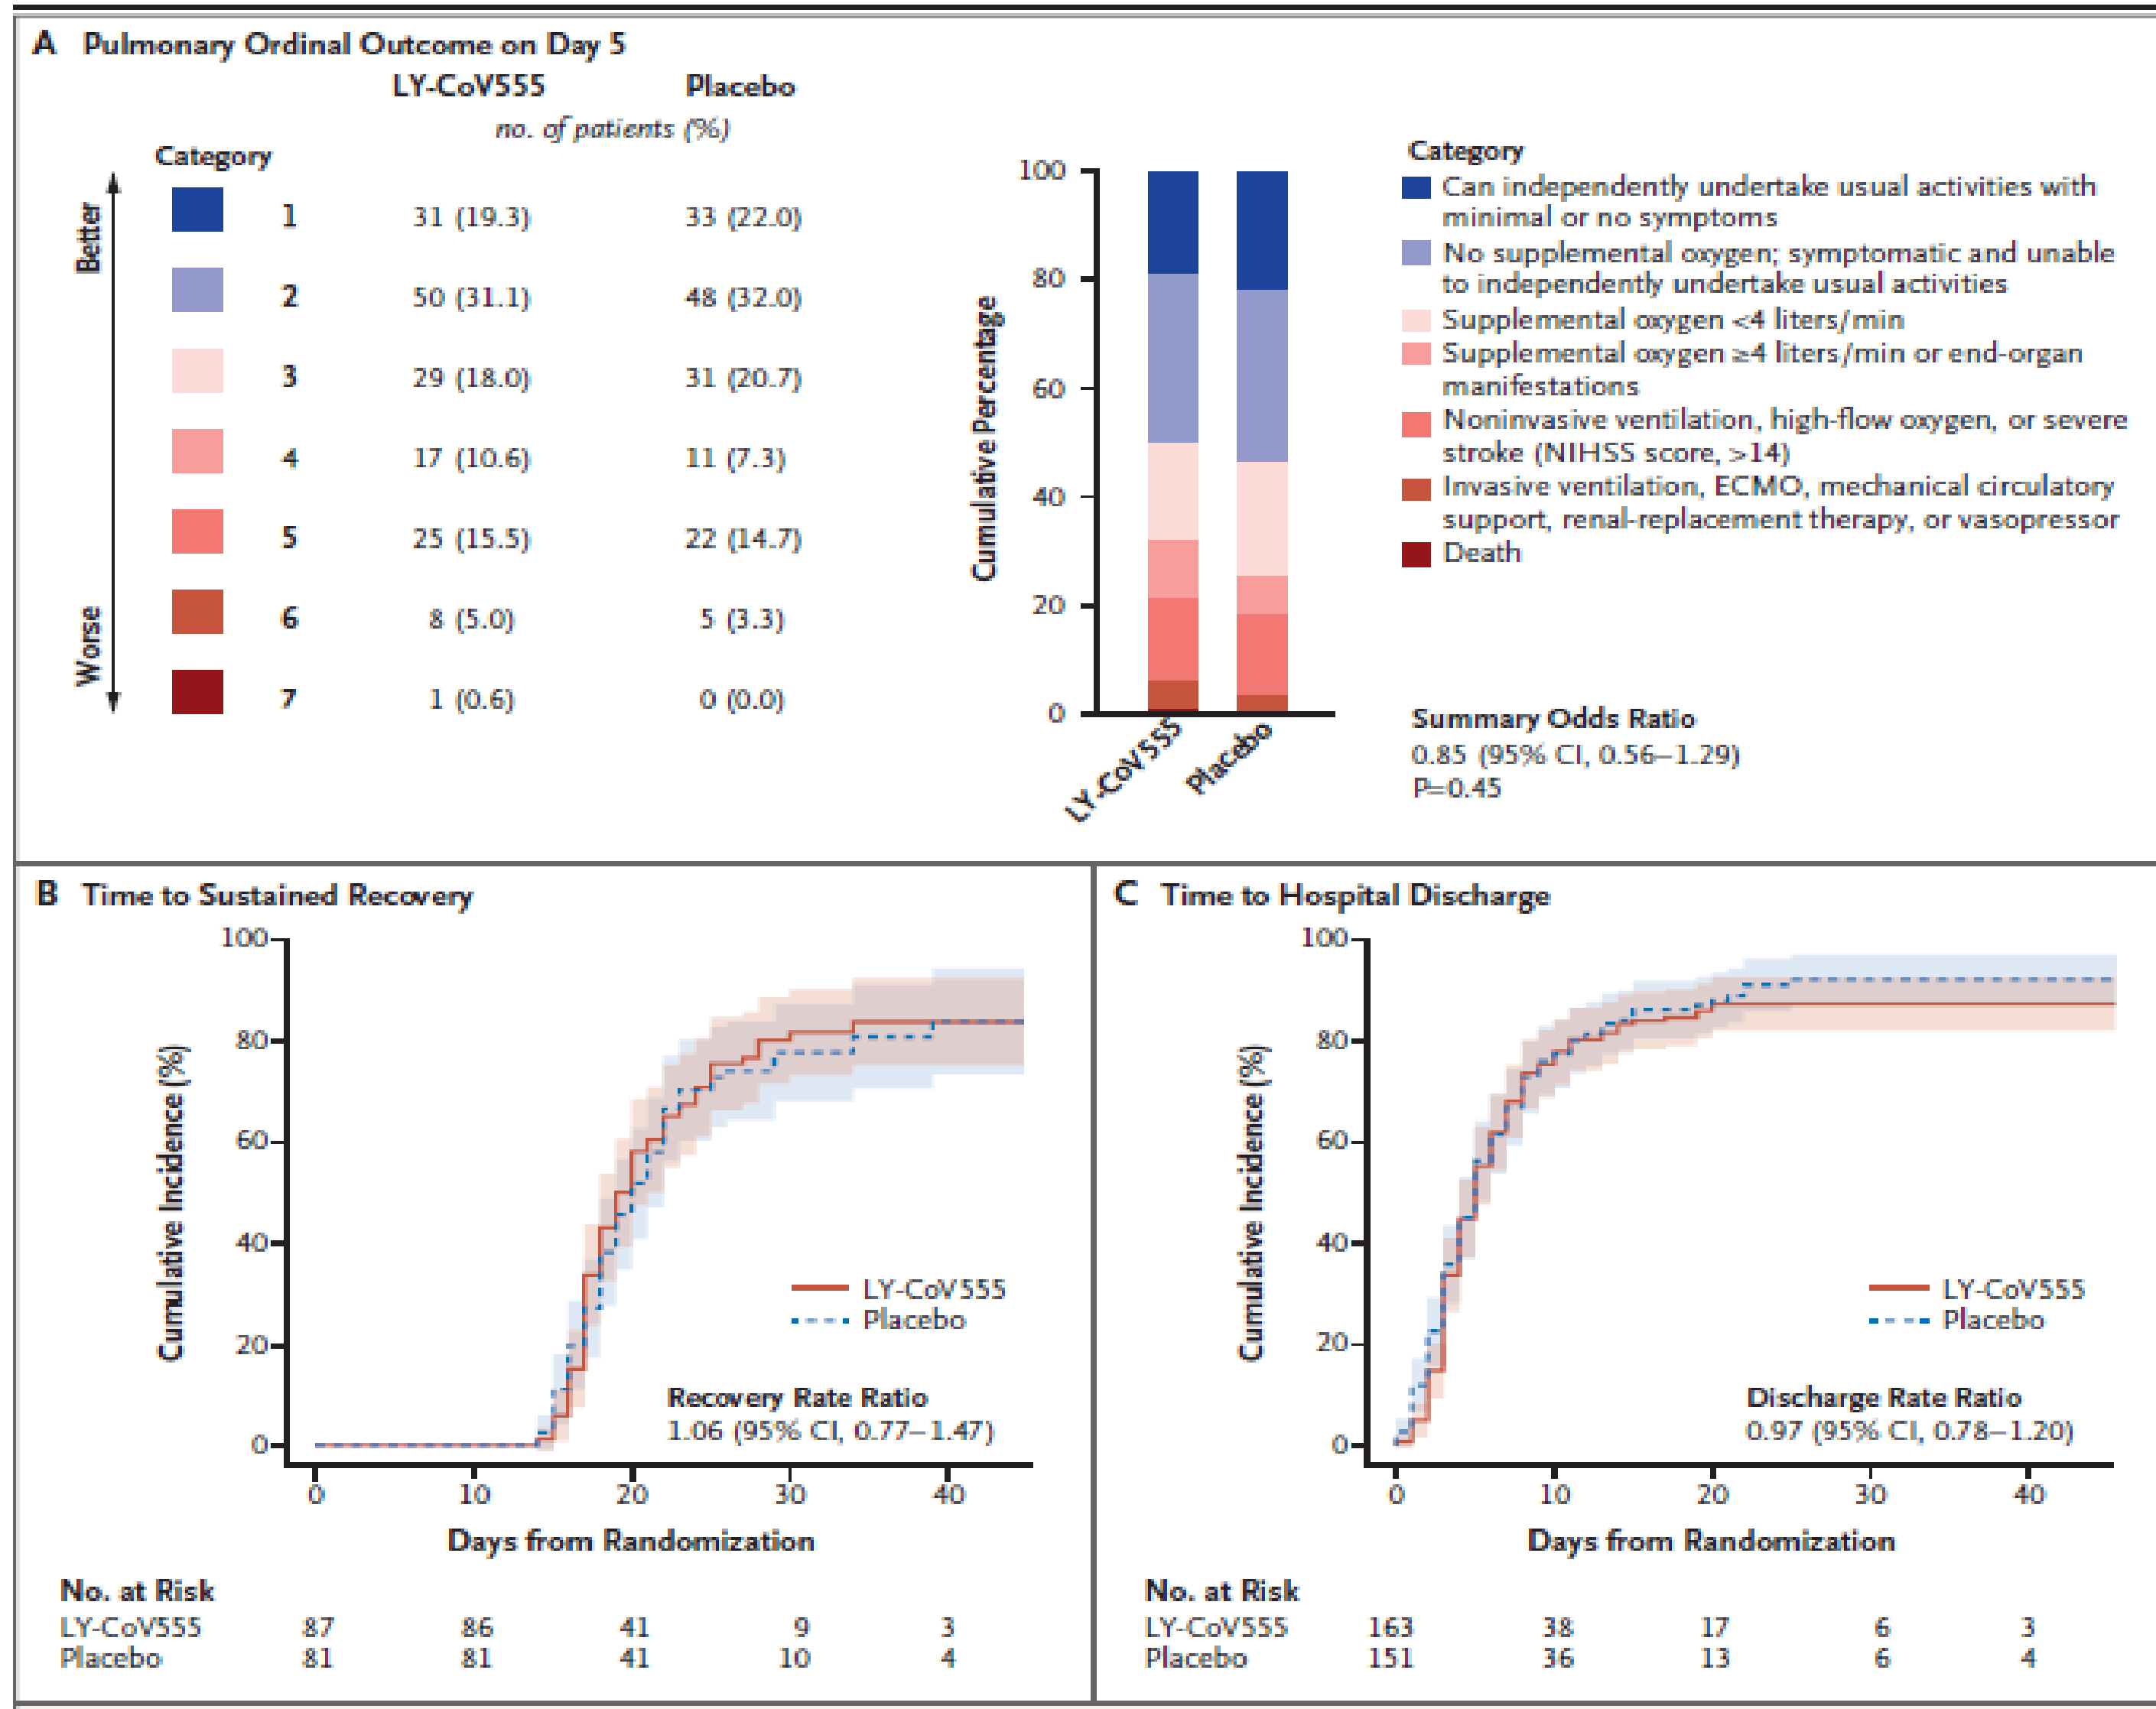 A Pulmonary Ordinal Outcome on Day 5
LY-CoV555 Placebo
no. of patients (%)
Category
Better
Worse
1 31 (19.3) 33 (22.0)
2 50 (31.1) 48 (32.0)
3 29 (18.0) 31 (20.7)
4 17 (10.6) 11 (7.3)
5 25 (15.5) 22 (14.7)
6 8 (5.0) 5 (3.3)
7 1 (0.6) 0 (0.0)
Cumulative Percentage
100
80
60
40
20
0
LY-CoV555
Placebo
Category
Can independently undertake usual activities with
minimal or no symptoms
No supplemental oxygen; symptomatic and unable
to independently undertake usual activities
Supplemental oxygen <4 liters/min
Supplemental oxygen ≥4 liters/min or end-organ
manifestations
Noninvasive ventilation, high-flow oxygen, or severe
stroke (NIHSS score, >14)
Invasive ventilation, ECMO, mechanical circulatory
support, renal-replacement therapy, or vasopressor
Death
Summary Odds Ratio
0.85 (95% CI, 0.56–1.29)
P=0.45
B Time to Sustained Recovery
Cumulative Incidence (%)
100
80
60
40
20
0
LY-CoV555
Placebo
Recovery Rate Ratio
1.06 (95% CI, 0.77–1.47)
0 10 20 30 40
Days from Randomization
No. at Risk
LY-CoV555 87 86 41 9 3
Placebo 81 81 41 10 4
C Time to Hospital Discharge
Cumulative Incidence (%)
100
80
60
40
20
0
LY-CoV555
Placebo
Discharge Rate Ratio
0.97 (95% CI, 0.78–1.20)
0 10 20 30 40
Days from Randomization
No. at Risk
LY-CoV555 163 38 17 6 3
Placebo 151 36 13 6 4